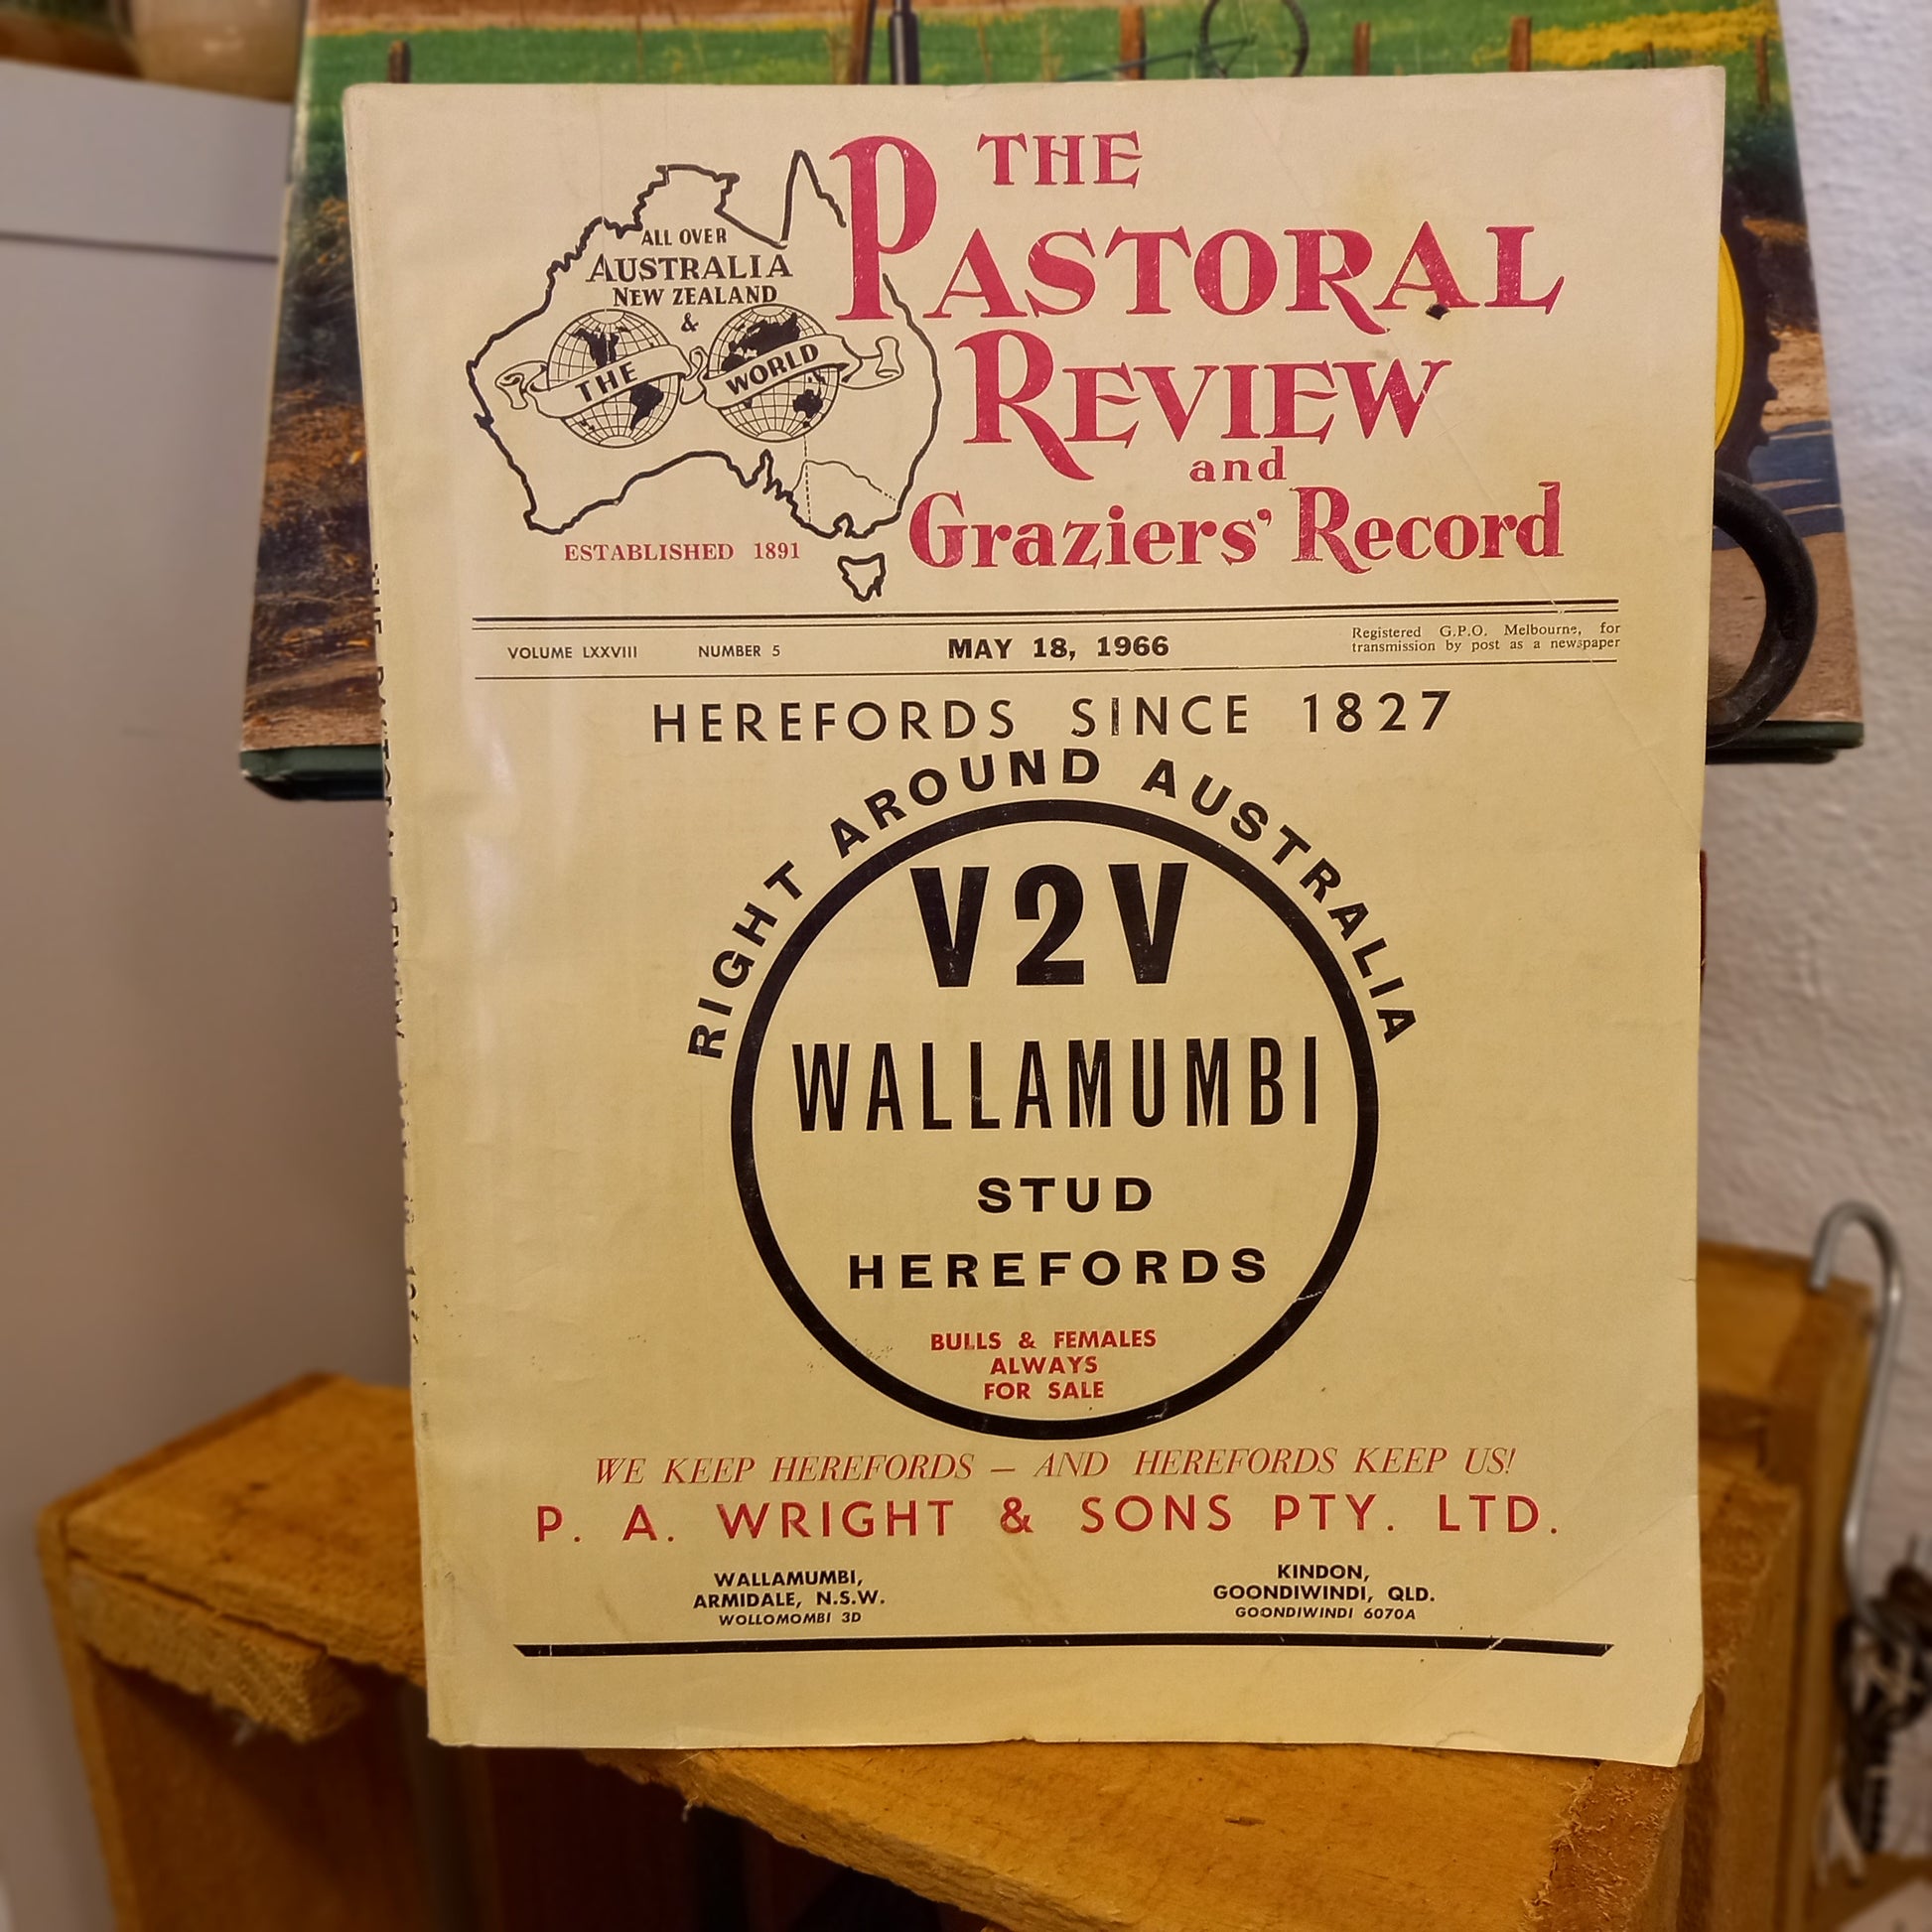 THE
PASTORAL
REVIEW
and
Graziers' Record
ALL OVER
AUSTRALIA
NEW ZEALAND
&
THE WORLD
ESTABLISHED 1891
VOLUME LXXVIII NUMBER 5 MAY 18, 1966 Registered G.P.O. Melbourne, for
transmission by post as a newspaper
HEREFORDS SINCE 1827
RIGHT AROUND AUSTRALIA
V2V
WALLAMUMBI
STUD
HEREFORDS
BULLS & FEMALES
ALWAYS
FOR SALE
WE KEEP HEREFORDS — AND HEREFORDS KEEP US!
P. A. WRIGHT & SONS PTY. LTD.
WALLAMUMBI,
ARMIDALE, N.S.W.
WOLLOMOMBI 3D
KINDON,
GOONDIWINDI, QLD.
GOONDIWINDI 6070A